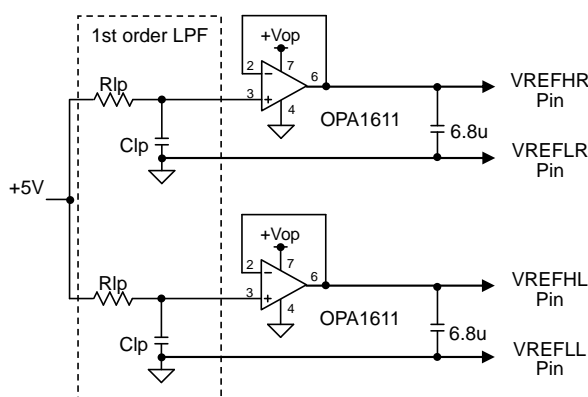 1st order LPF
+Vop
2
7
6
Rlp
3
4
VREFHR
Pin
OPA1611
Clp
6.8u
VREFLR
Pin
+5V
+Vop
2
7
6
Rlp
3
4
VREFHL
Pin
OPA1611
Clp
6.8u
VREFLL
Pin